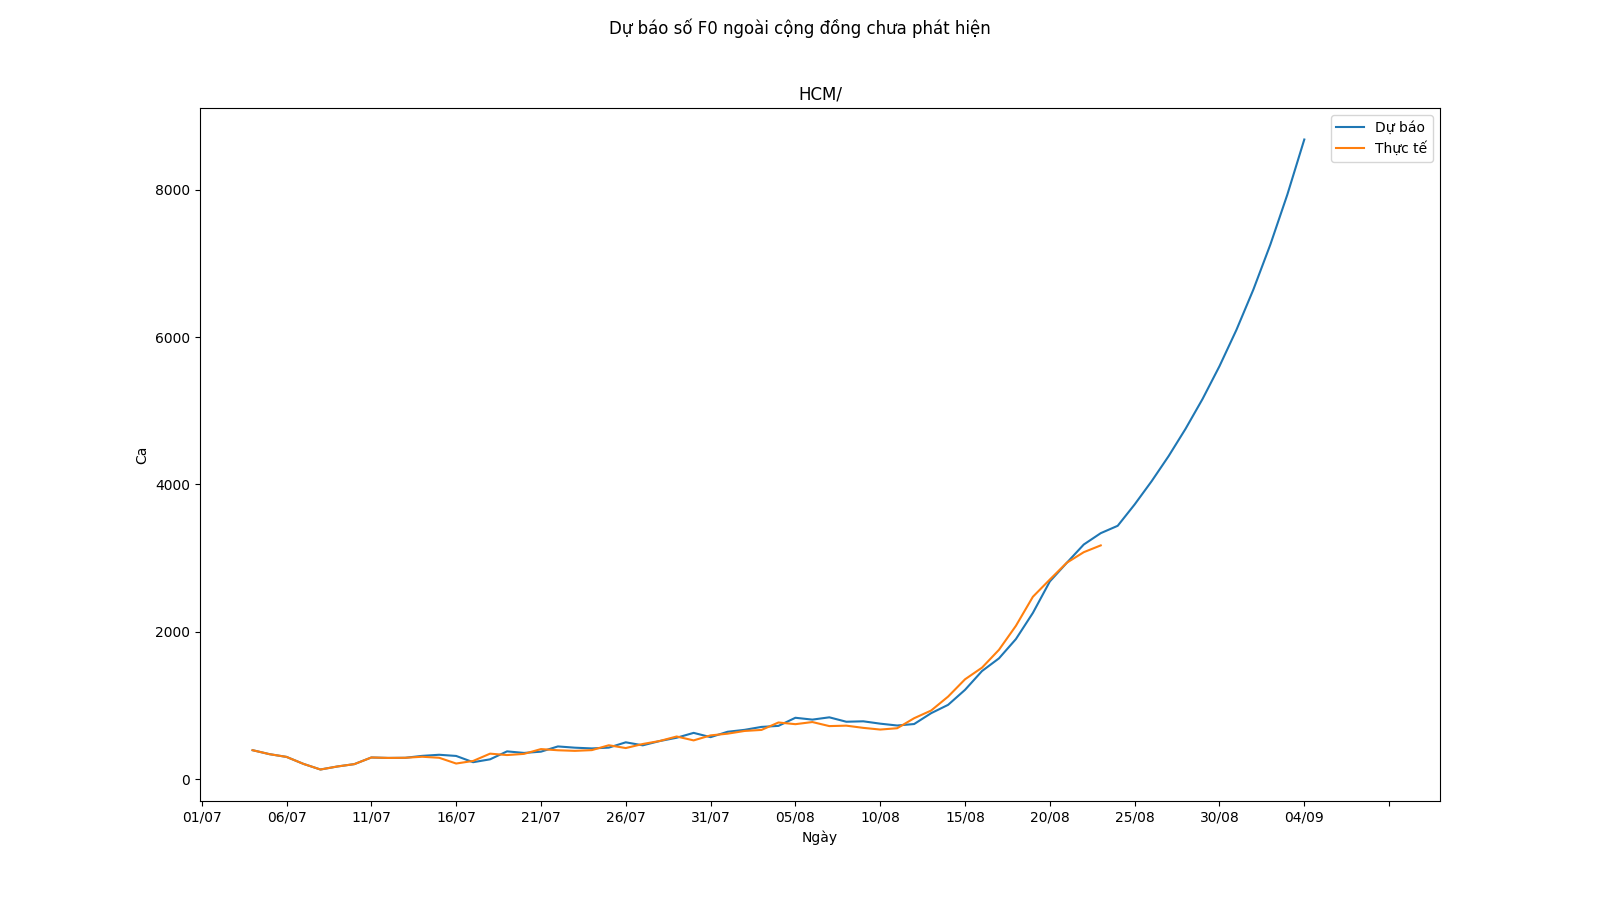 Dự báo số F0 ngoài cộng đồng chưa phát hiện
HCM/
Dự báo
Thực tế
8000
6000
4000
2000
0
Ca
01/07 06/07 11/07 16/07 21/07 26/07 31/07 05/08 10/08 15/08 20/08 25/08 30/08 04/09
Ngày